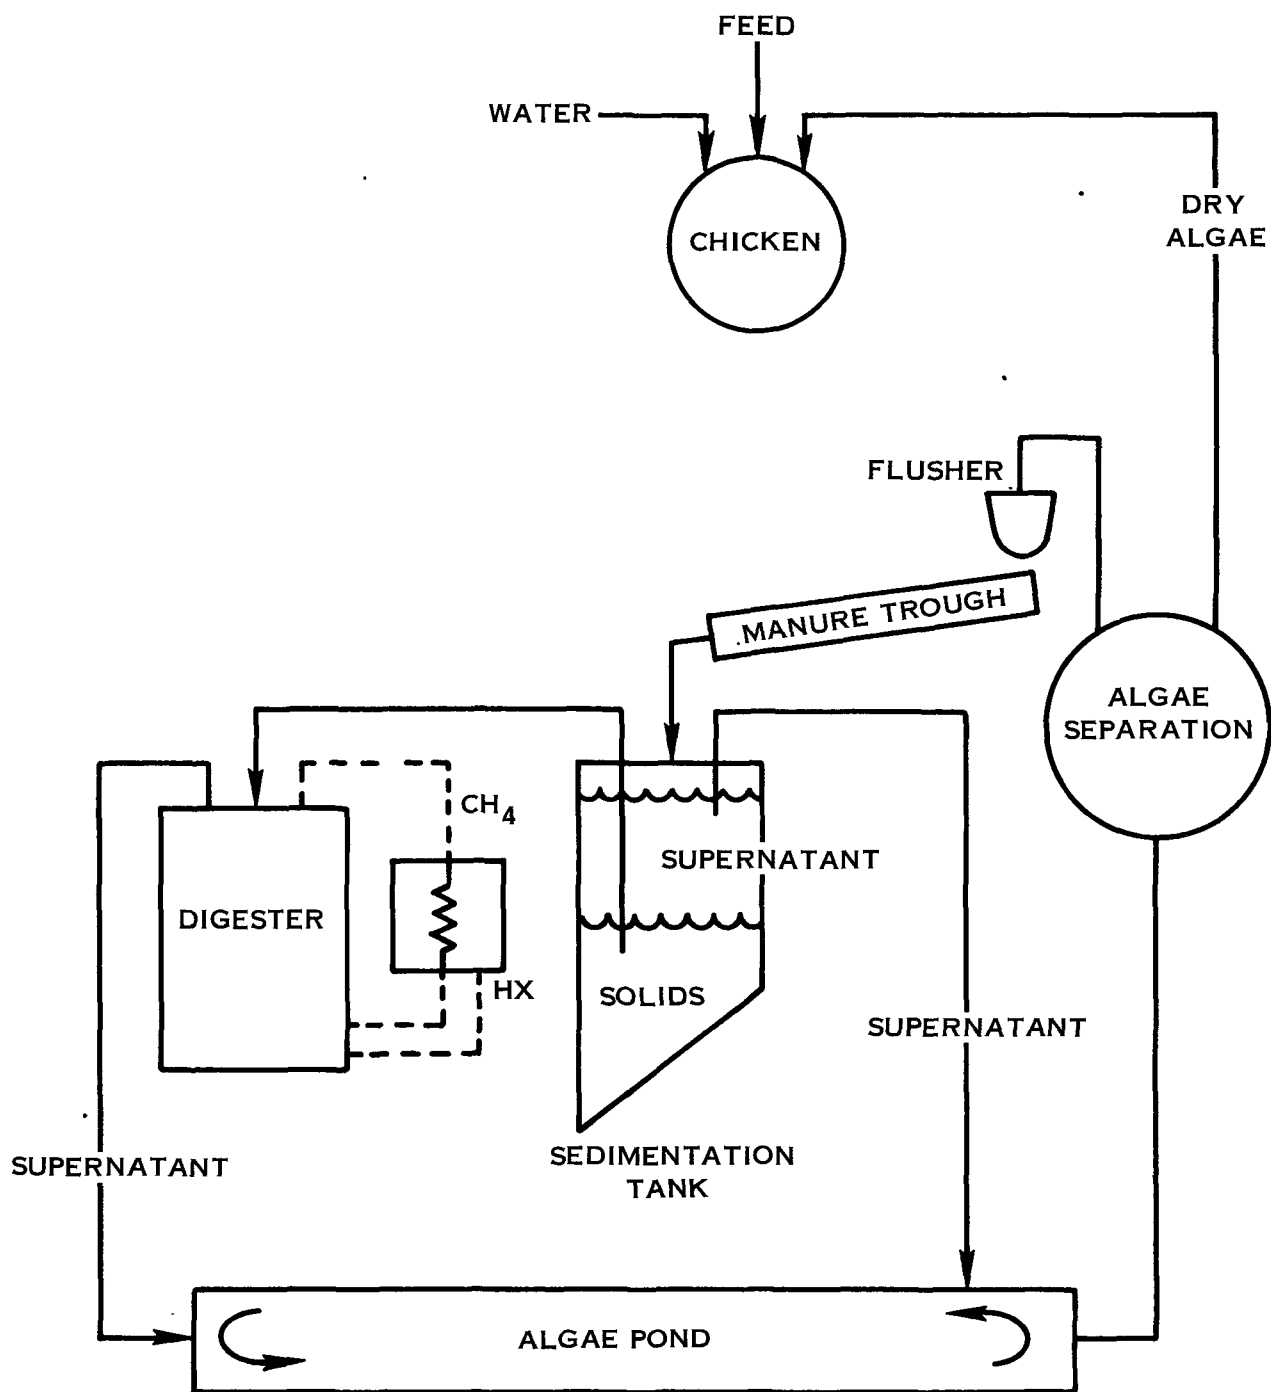 FEED
WATER
CHICKEN
DRY
ALGAE
FLUSHER
MANURE TROUGH
ALGAE
SEPARATION
CH4
SUPERNATANT
DIGESTER
HX
SOLIDS
SUPERNATANT
SUPERNATANT
SEDIMENTATION
TANK
ALGAE POND